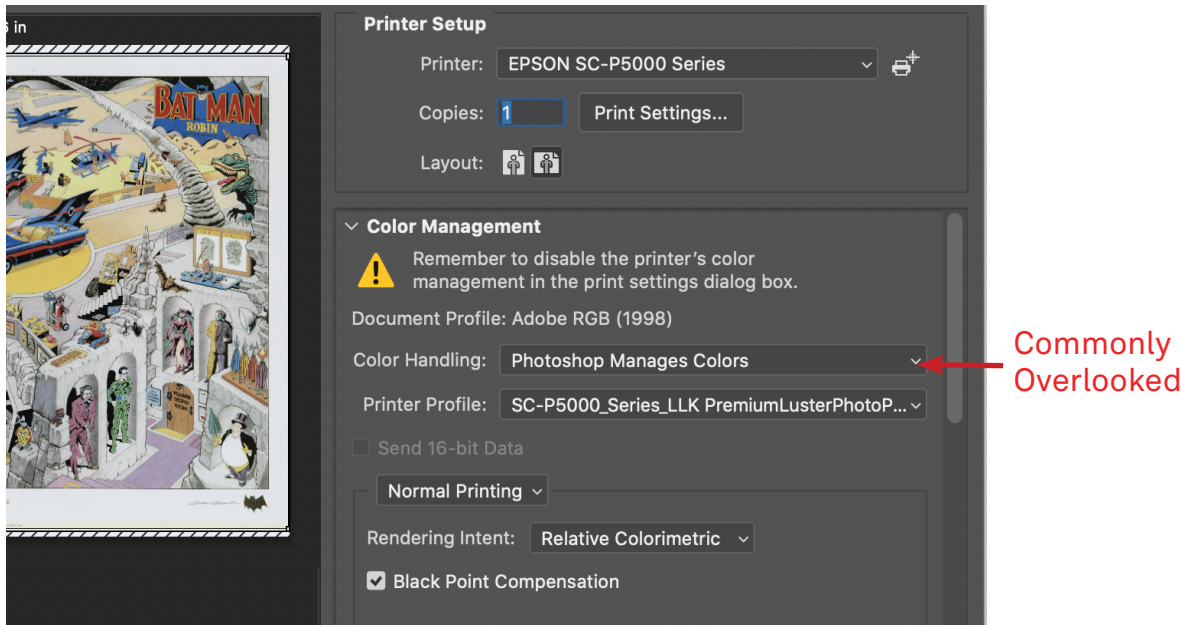 6 in
BATMAN
ROBIN
Printer Setup
Printer: EPSON SC-P5000 Series
Copies: 1 Print Settings...
Layout:
Color Management
Remember to disable the printer's color
management in the print settings dialog box.
Document Profile: Adobe RGB (1998)
Color Handling: Photoshop Manages Colors
Commonly
Overlooked
Printer Profile: SC-P5000_Series_LLK PremiumLusterPhotoP...
Send 16-bit Data
Normal Printing
Rendering Intent: Relative Colorimetric
Black Point Compensation